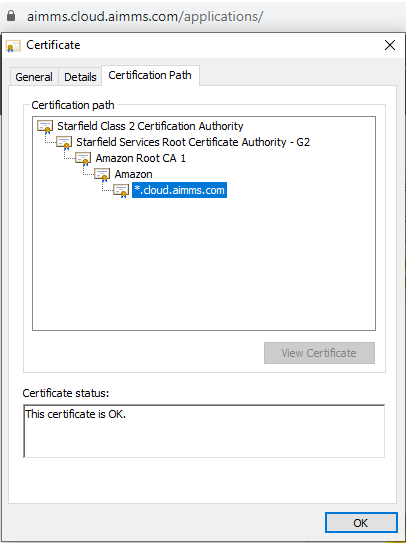 aimms.cloud.aimms.com/applications/
Certificate
General Details Certification Path
Certification path
Starfield Class 2 Certification Authority
Starfield Services Root Certificate Authority - G2
Amazon Root CA 1
Amazon
*.cloud.aimms.com
View Certificate
Certificate status:
This certificate is OK.
OK